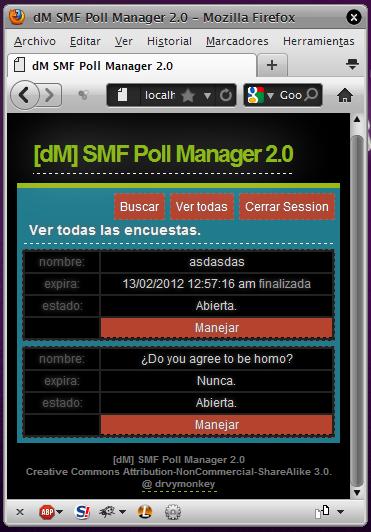 dM SMF Poll Manager 2.0 - Mozilla Firefox
Archivo Editar Ver Historial Marcadores Herramientas
dM SMF Poll Manager 2.0
localh
Goo
[dM] SMF Poll Manager 2.0
Buscar Ver todas Cerrar Session
Ver todas las encuestas.
nombre: asdasdas
expira: 13/02/2012 12:57:16 am finalizada
estado: Abierta.
Manejar
nombre: ¿Do you agree to be homo?
expira: Nunca.
estado: Abierta.
Manejar
[dM] SMF Poll Manager 2.0
Creative Commons Attribution-NonCommercial-ShareAlike 3.0.
@ drvymonkey
ABP